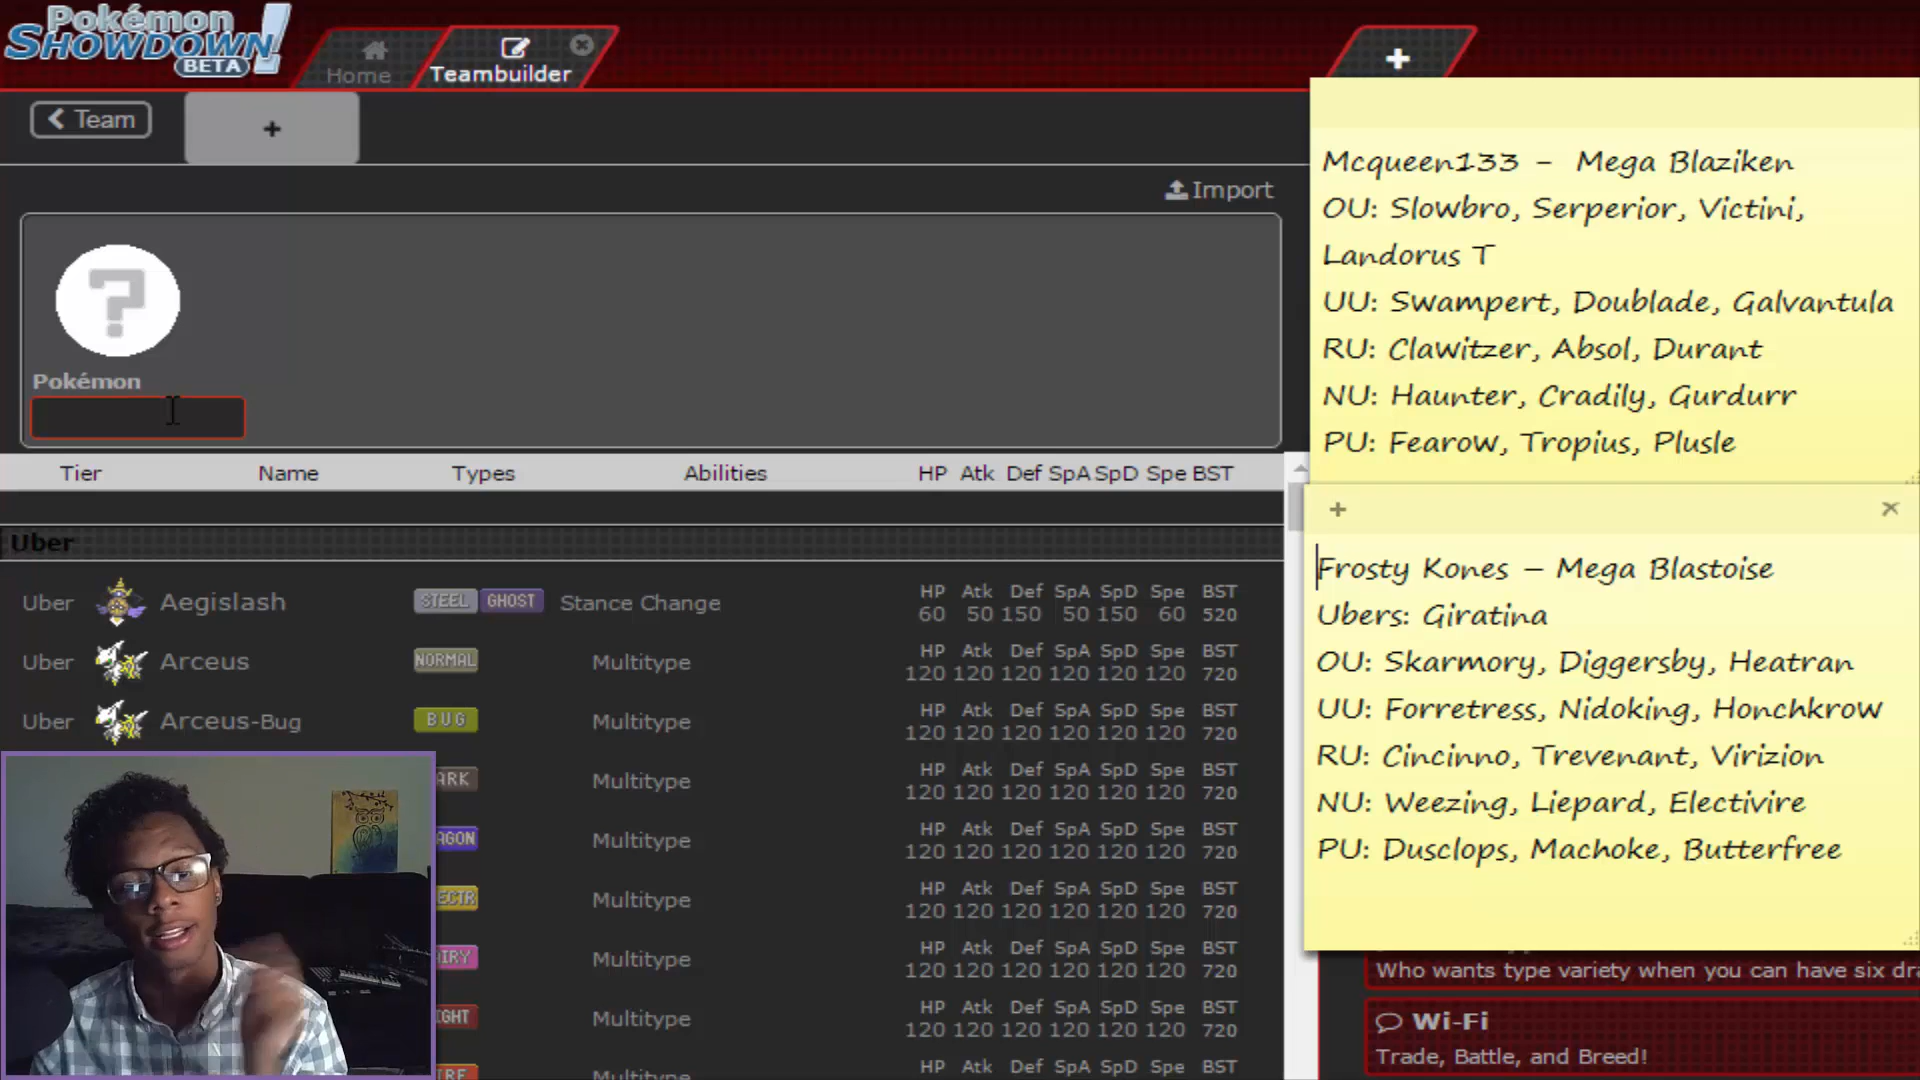 Pokémon
SHOWDOWN!
BETA
Home
Teambuilder
+
< Team
+
Import
?
Pokémon
Tier Name Types Abilities HP Atk Def SpA SpD Spe BST
Uber
HP Atk Def SpA SpD Spe BST
Uber Aegislash STEEL GHOST Stance Change 60 50 150 50 150 60 520
HP Atk Def SpA SpD Spe BST
Uber Arceus NORMAL Multitype 120 120 120 120 120 120 720
HP Atk Def SpA SpD Spe BST
Uber Arceus-Bug BUG Multitype 120 120 120 120 120 120 720
HP Atk Def SpA SpD Spe BST
ARK Multitype 120 120 120 120 120 120 720
HP Atk Def SpA SpD Spe BST
AGON Multitype 120 120 120 120 120 120 720
HP Atk Def SpA SpD Spe BST
ECTR Multitype 120 120 120 120 120 120 720
HP Atk Def SpA SpD Spe BST
AIRY Multitype 120 120 120 120 120 120 720
HP Atk Def SpA SpD Spe BST
IGHT Multitype 120 120 120 120 120 120 720
HP Atk Def SpA SpD Spe BST
IRE Multitype
Mcqueen133 - Mega Blaziken
OU: Slowbro, Serperior, Victini,
Landorus T
UU: Swampert, Doublade, Galvantula
RU: Clawitzer, Absol, Durant
NU: Haunter, Cradily, Gurdurr
PU: Fearow, Tropius, Plusle
+
Frosty Kones – Mega Blastoise
Ubers: Giratina
OU: Skarmory, Diggersby, Heatran
UU: Forretress, Nidoking, Honchkrow
RU: Cincinno, Trevenant, Virizion
NU: Weezing, Liepard, Electivire
PU: Dusclops, Machoke, Butterfree
Who wants type variety when you can have six dra
Wi-Fi
Trade, Battle, and Breed!